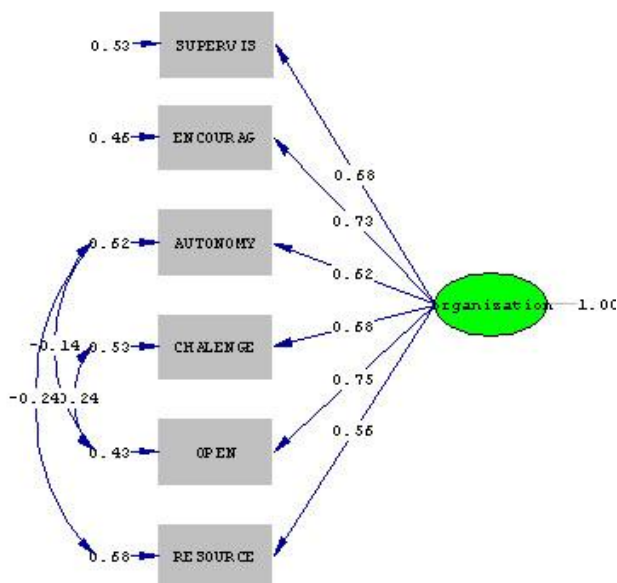 0.53
SUPERVIS
0.68
0.46
ENCOURAG
0.73
0.62
AUTONOMY
0.62
organization
1.00
-0.14
0.53
CHALENGE
0.68
-0.24
0.24
0.75
0.43
OPEN
0.56
0.68
RESOURCE